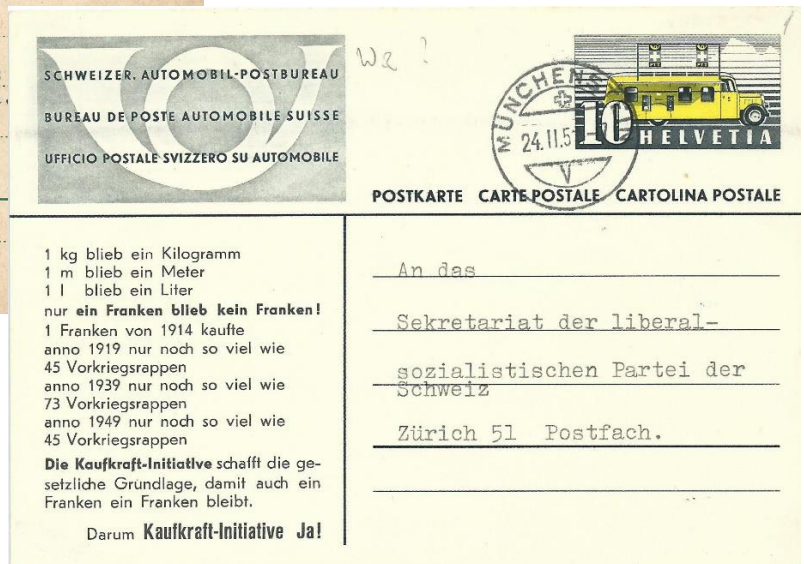 SCHWEIZER. AUTOMOBIL-POSTBUREAU
BUREAU DE POSTE AUTOMOBILE SUISSE
UFFICIO POSTALE SVIZZERO SU AUTOMOBILE
24.II.5
V
10 HELVETIA
POSTKARTE CARTE POSTALE CARTOLINA POSTALE
1 kg blieb ein Kilogramm
1 m blieb ein Meter
1 l blieb ein Liter
nur ein Franken blieb kein Franken!
1 Franken von 1914 kaufte
anno 1919 nur noch so viel wie
45 Vorkriegsrappen
anno 1939 nur noch so viel wie
73 Vorkriegsrappen
anno 1949 nur noch so viel wie
45 Vorkriegsrappen
Die Kaufkraft-Initiative schafft die ge-
setzliche Grundlage, damit auch ein
Franken ein Franken bleibt.
Darum Kaufkraft-Initiative Ja!
An das
Sekretariat der liberal-
sozialistischen Partei der
Schweiz
Zürich 51 Postfach.